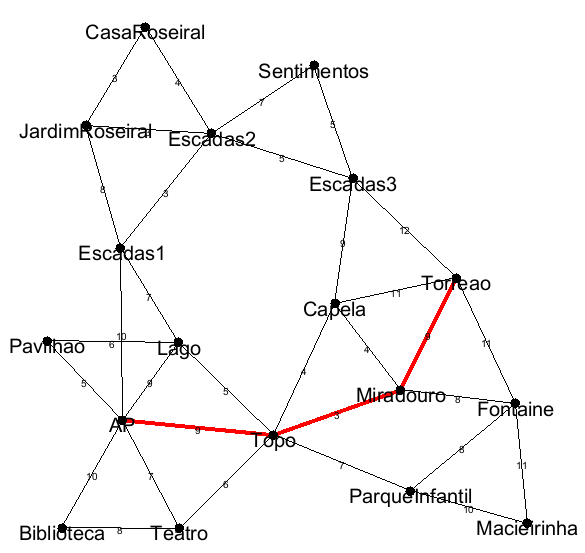 CasaRoseiral
Sentimentos
3
4
7
5
JardimRoseiral
Escadas2
5
Escadas3
8
3
Escadas1
12
9
Torreao
7
11
Capela
10
6
Pavilhao
Lago
11
4
5
9
4
5
Miradouro
8
Fontaine
AP
9
Topo
10
7
6
7
8
11
ParqueInfantil
10
Biblioteca
8
Teatro
Macieirinha